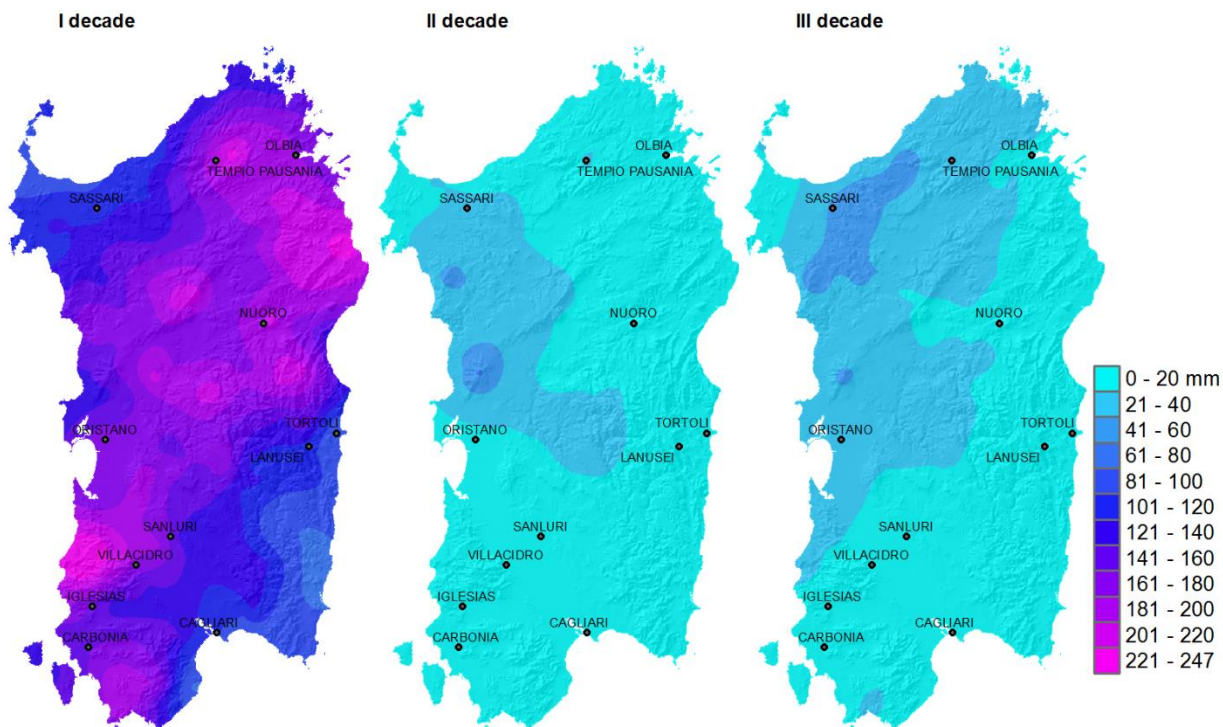 I decade
II decade
III decade
OLBIA
TEMPIO PAUSANIA
SASSARI
NUORO
TORTOLI
ORISTANO
LANUSEI
SANLURI
VILLACIDRO
IGLESIAS
CAGLIARI
CARBONIA
OLBIA
TEMPIO PAUSANIA
SASSARI
NUORO
TORTOLI
ORISTANO
LANUSEI
SANLURI
VILLACIDRO
IGLESIAS
CAGLIARI
CARBONIA
OLBIA
TEMPIO PAUSANIA
SASSARI
NUORO
TORTOLI
ORISTANO
LANUSEI
SANLURI
VILLACIDRO
IGLESIAS
CAGLIARI
CARBONIA
0 - 20 mm
21 - 40
41 - 60
61 - 80
81 - 100
101 - 120
121 - 140
141 - 160
161 - 180
181 - 200
201 - 220
221 - 247